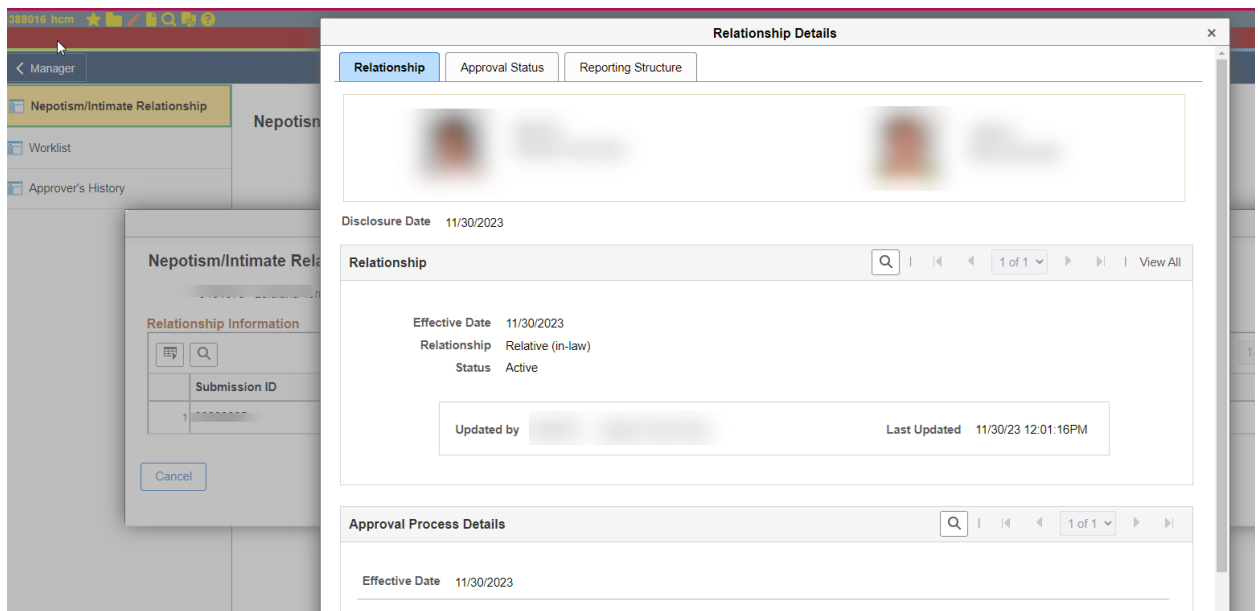 388016 hcm
Relationship Details
×
Manager
Relationship
Approval Status
Reporting Structure
Nepotism/Intimate Relationship
Nepotism
Worklist
Approver's History
Disclosure Date 11/30/2023
Nepotism/Intimate Rela
Relationship
1 of 1
View All
Relationship Information
Effective Date 11/30/2023
Relationship Relative (in-law)
Status Active
Submission ID
1
Updated by
Last Updated 11/30/23 12:01:16PM
Cancel
Approval Process Details
1 of 1
Effective Date 11/30/2023